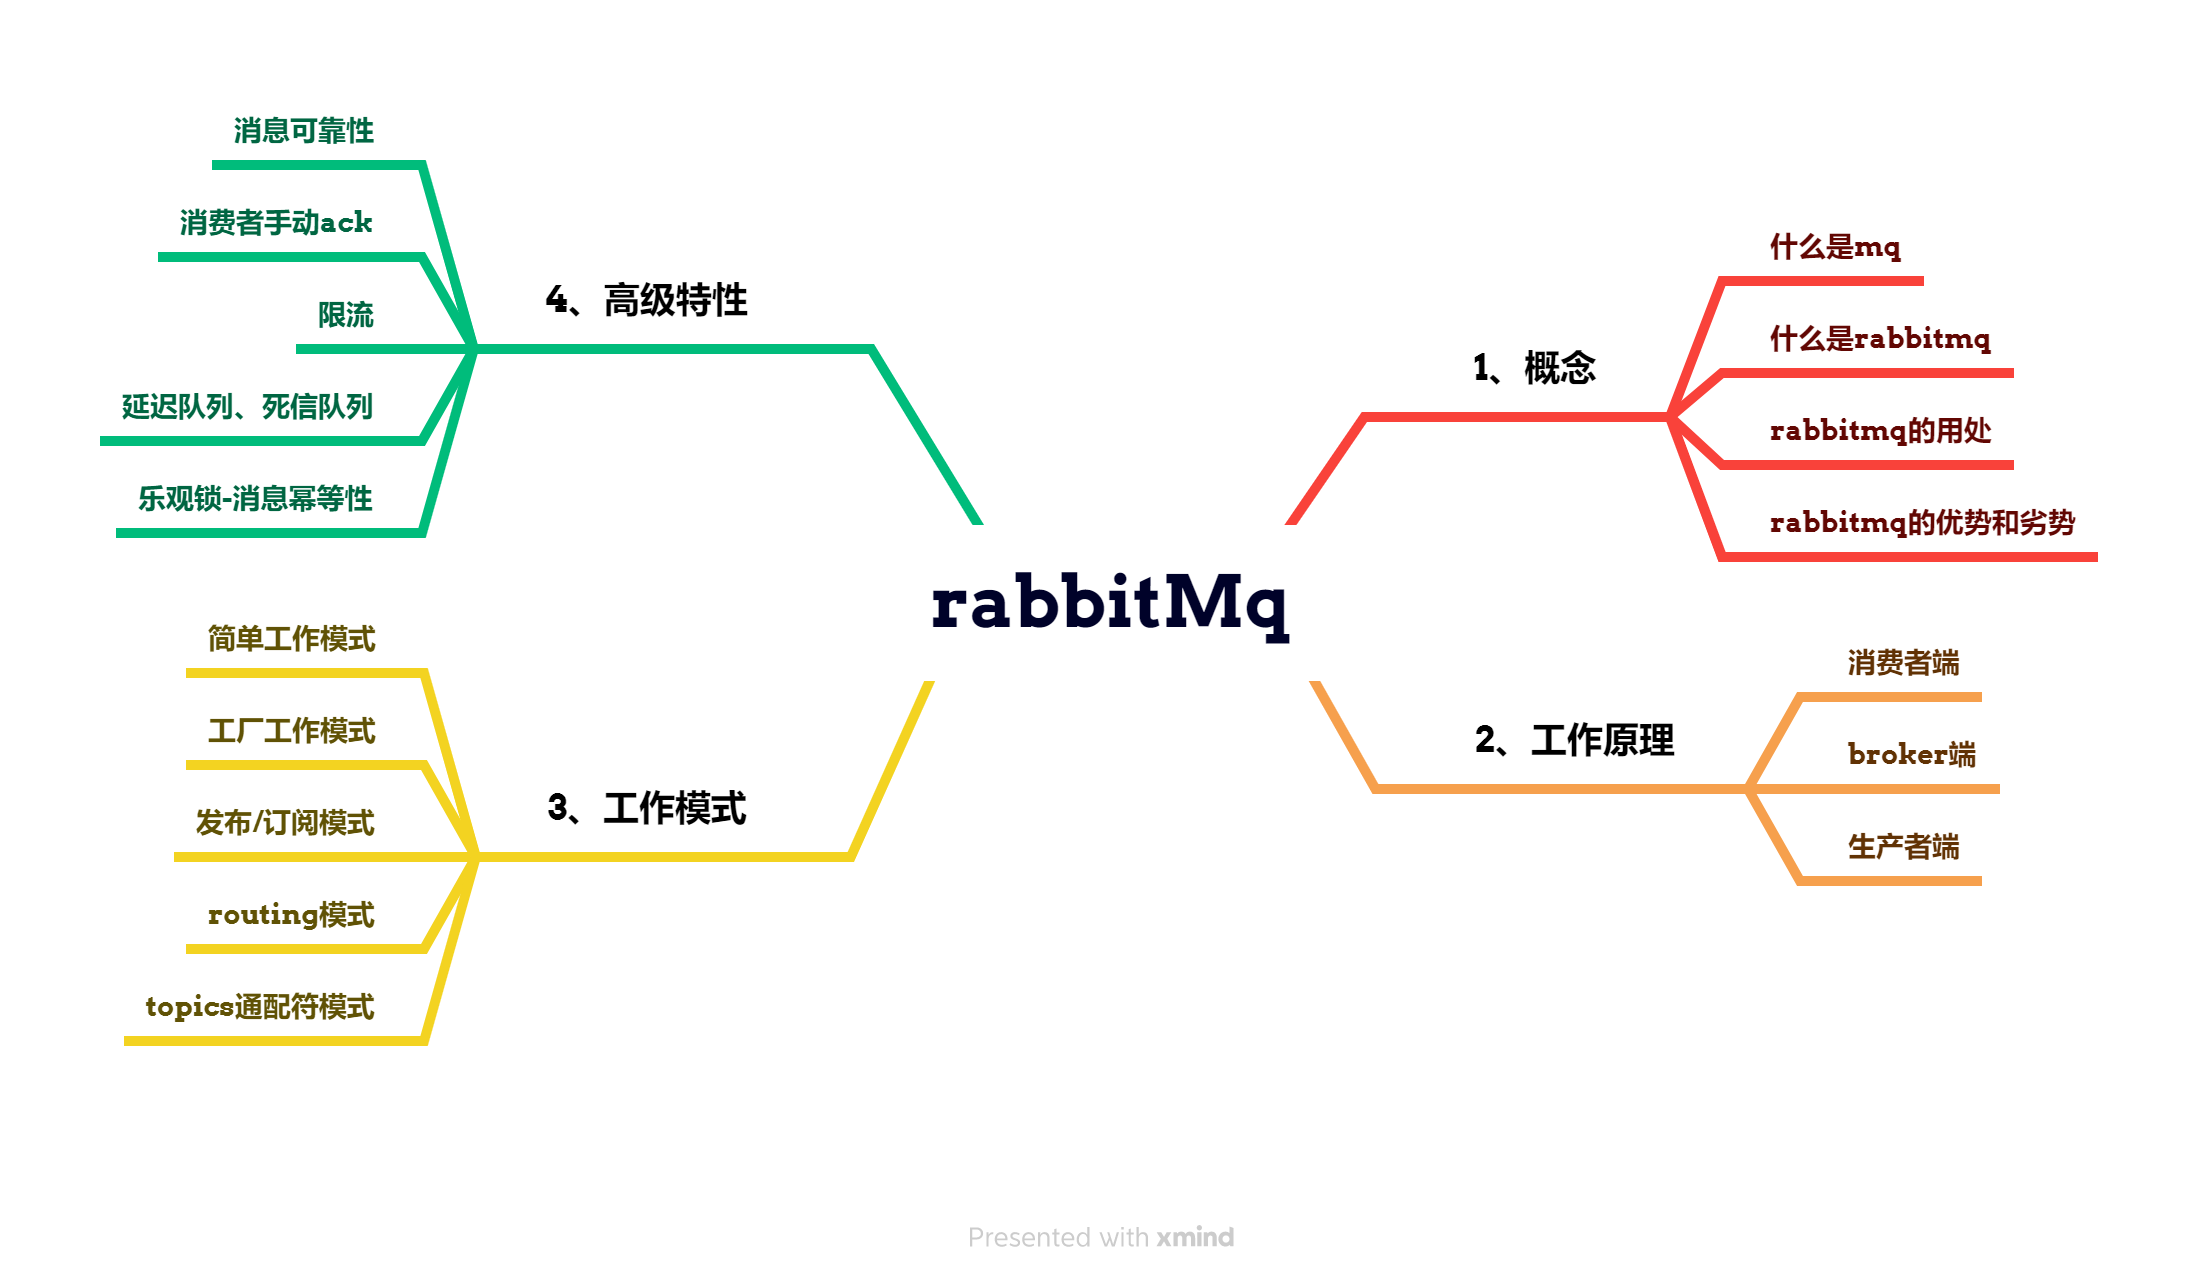 rabbitMq
1、概念
什么是mq
什么是rabbitmq
rabbitmq的用处
rabbitmq的优势和劣势
2、工作原理
消费者端
broker端
生产者端
3、工作模式
简单工作模式
工厂工作模式
发布/订阅模式
routing模式
topics通配符模式
4、高级特性
消息可靠性
消费者手动ack
限流
延迟队列、死信队列
乐观锁-消息幂等性
Presented with xmind